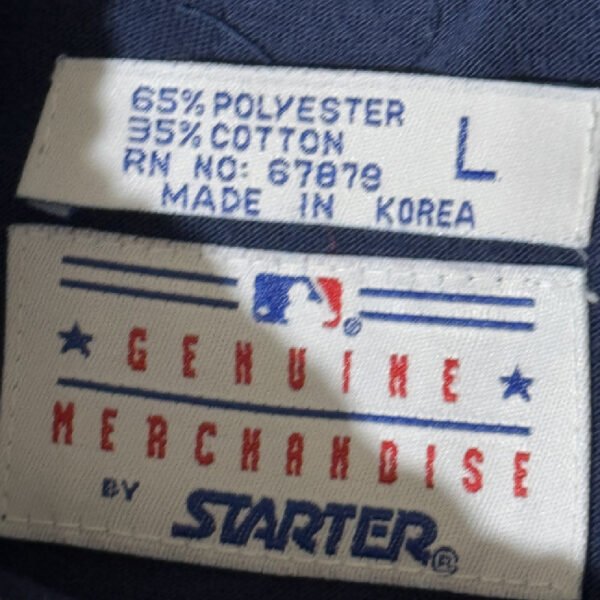 65% POLYESTER
35% COTTON
RN NO: 67879
MADE IN KOREA
L
GENUINE
MERCHANDISE
BY STARTER®